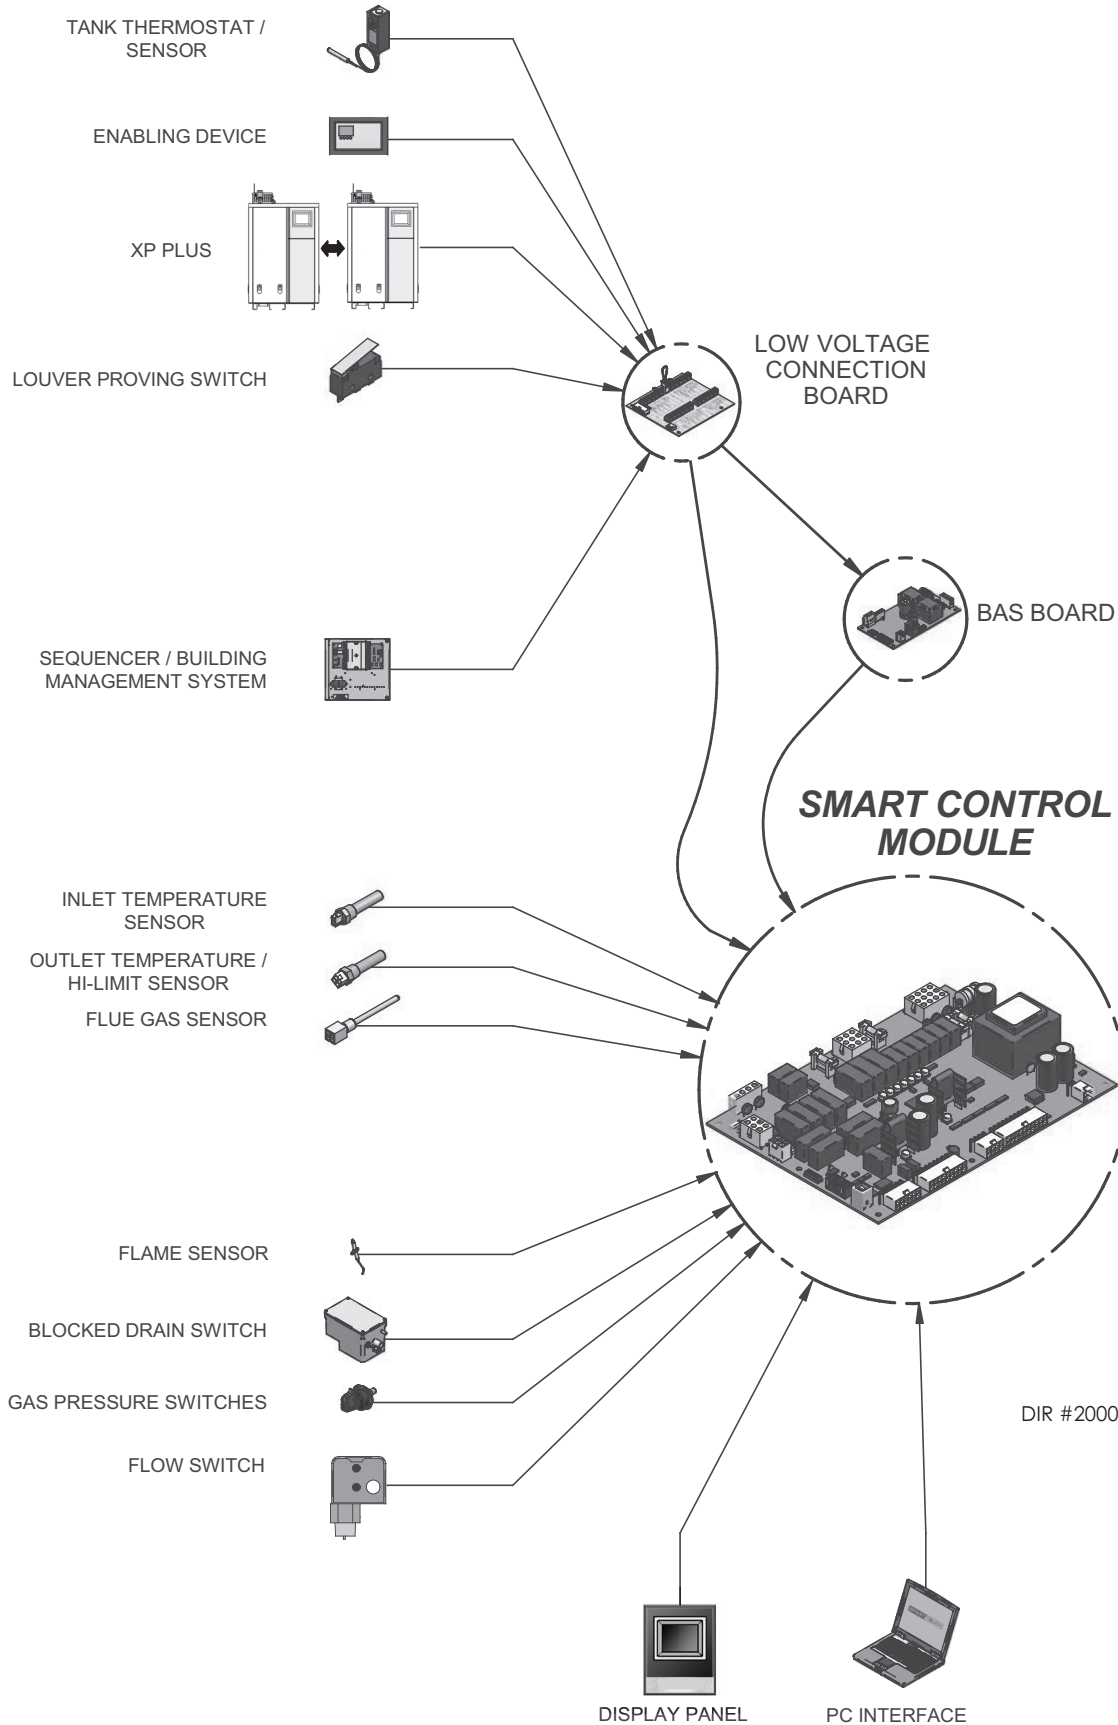 TANK THERMOSTAT /
SENSOR
ENABLING DEVICE
XP PLUS
LOUVER PROVING SWITCH
LOW VOLTAGE
CONNECTION
BOARD
BAS BOARD
SEQUENCER / BUILDING
MANAGEMENT SYSTEM
SMART CONTROL
MODULE
INLET TEMPERATURE
SENSOR
OUTLET TEMPERATURE /
HI-LIMIT SENSOR
FLUE GAS SENSOR
FLAME SENSOR
BLOCKED DRAIN SWITCH
GAS PRESSURE SWITCHES
DIR #2000
FLOW SWITCH
DISPLAY PANEL
PC INTERFACE